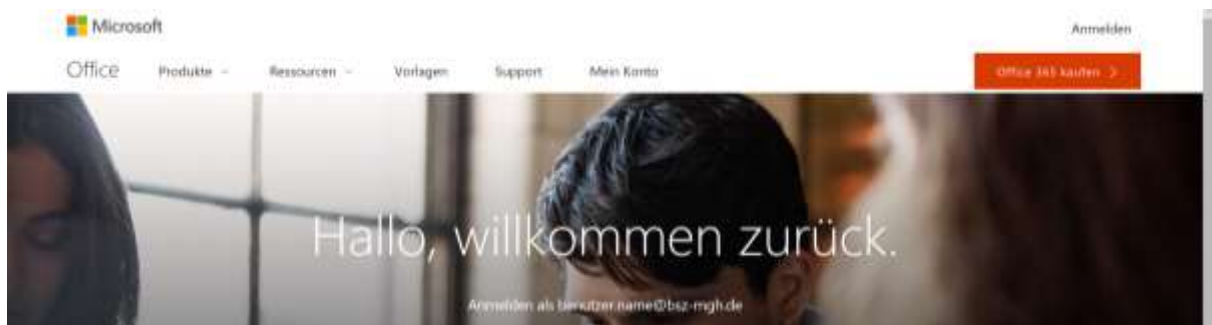 Microsoft
Anmelden
Office Produkte Ressourcen Vorlagen Support Mein Konto
Office 365 kaufen >
Hallo, willkommen zurück.
Anmelden als benutzer.name@bsz-mgh.de